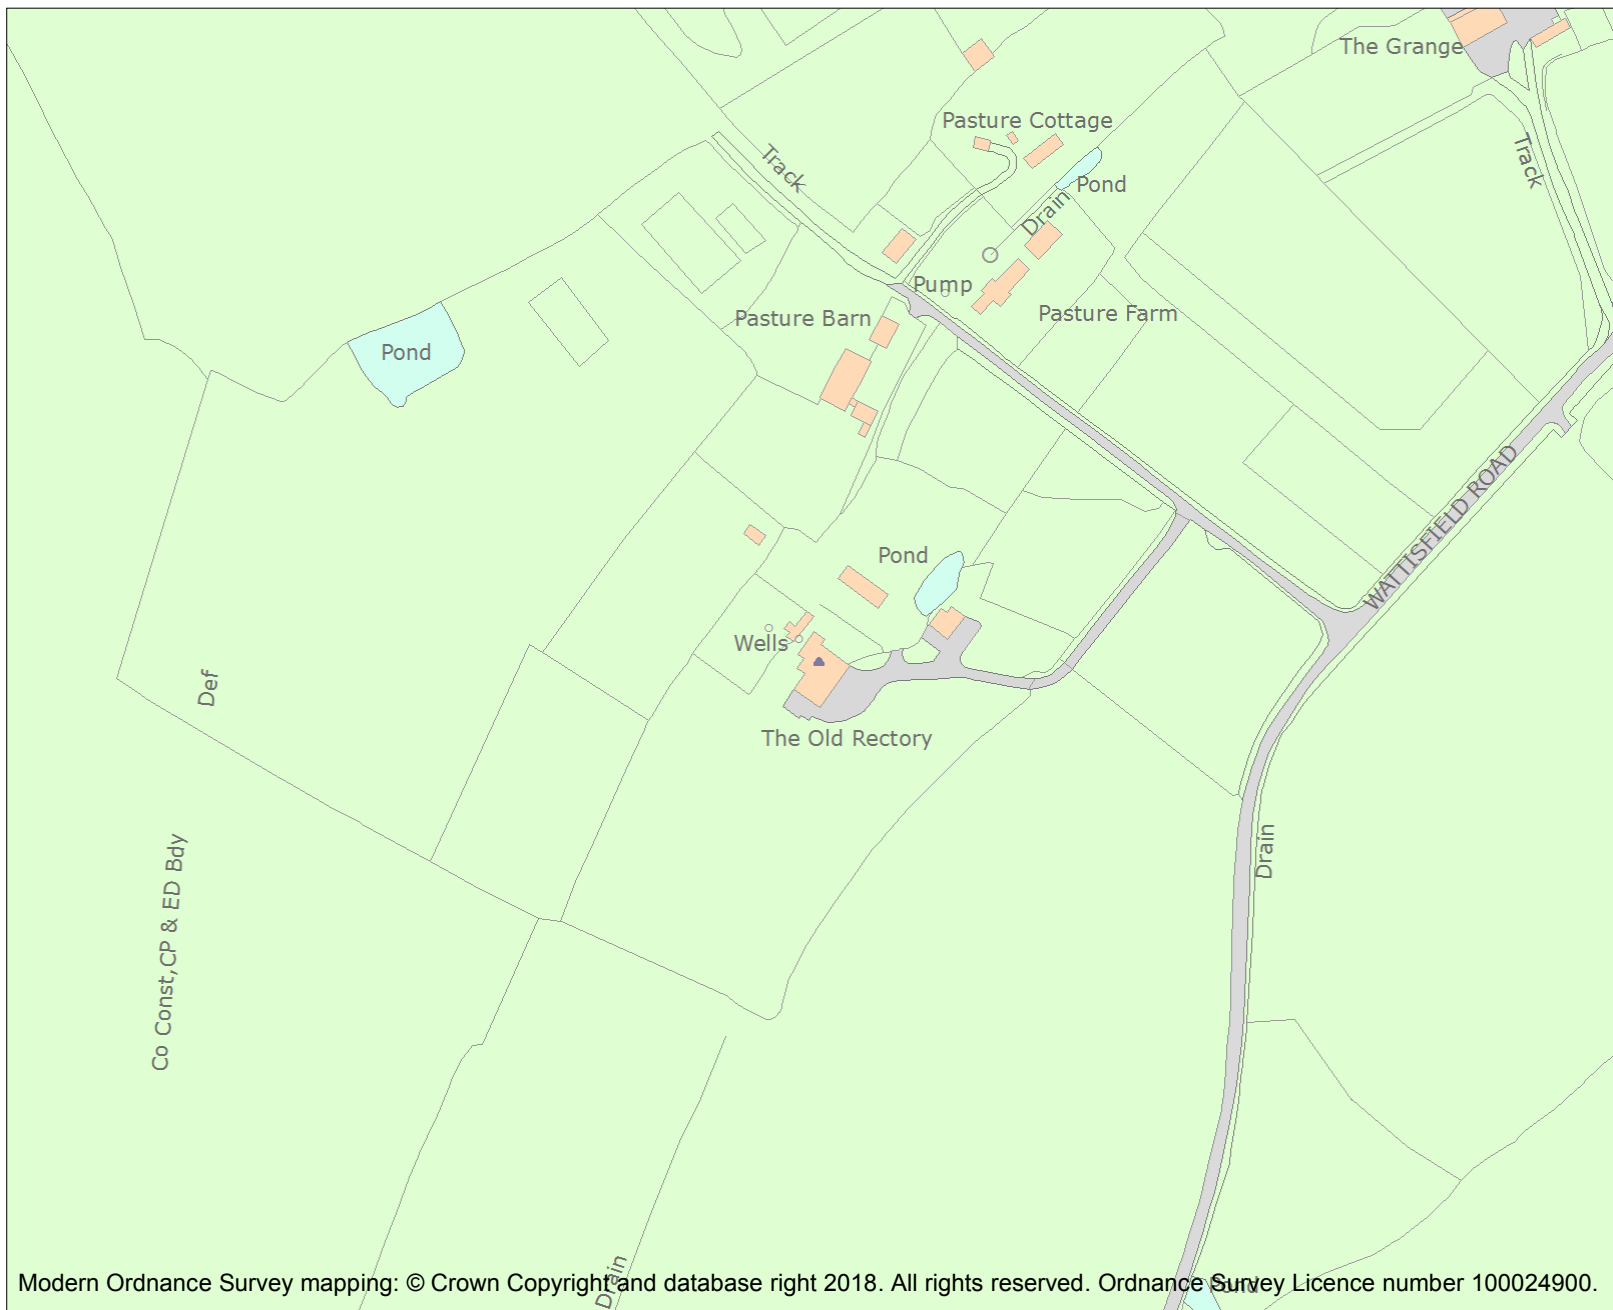 The Grange
Pasture Cottage
Track
Track
Pond
Drain
Pump
Pasture Farm
Pasture Barn
Pond
WATTISFIELD ROAD
Pond
Wells
Def
The Old Rectory
Drain
Co Const,CP & ED Bdy
Drain
Pond
Modern Ordnance Survey mapping: © Crown Copyright and database right 2018. All rights reserved. Ordnance Survey Licence number 100024900.